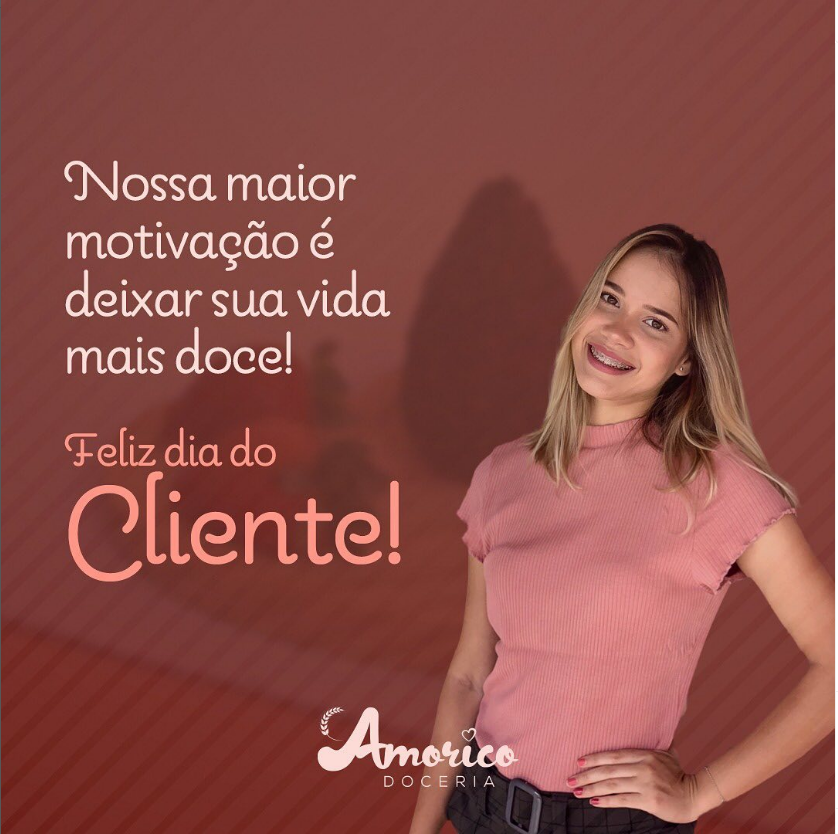 Nossa maior
motivação é
deixar sua vida
mais doce!
Feliz dia do
Cliente!
Amorico
DOCERIA